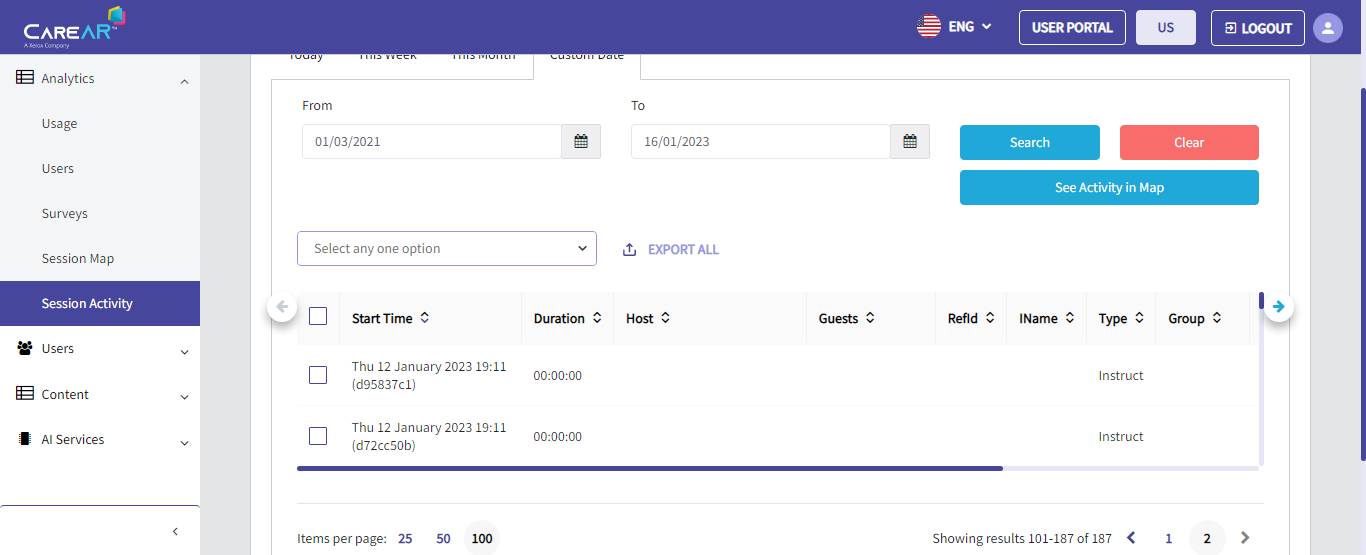 CAREAR™
A Xerox Company
ENG
USER PORTAL
US
LOGOUT
Today
This Week
This Month
Custom Date
Analytics
Usage
Users
Surveys
Session Map
Session Activity
Users
Content
AI Services
From
To
01/03/2021
16/01/2023
Search
Clear
See Activity in Map
Select any one option
EXPORT ALL
Start Time
Duration
Host
Guests
RefId
IName
Type
Group
Thu 12 January 2023 19:11
(d95837c1)
00:00:00
Instruct
Thu 12 January 2023 19:11
(d72cc50b)
00:00:00
Instruct
Items per page: 25 50 100
Showing results 101-187 of 187
1
2